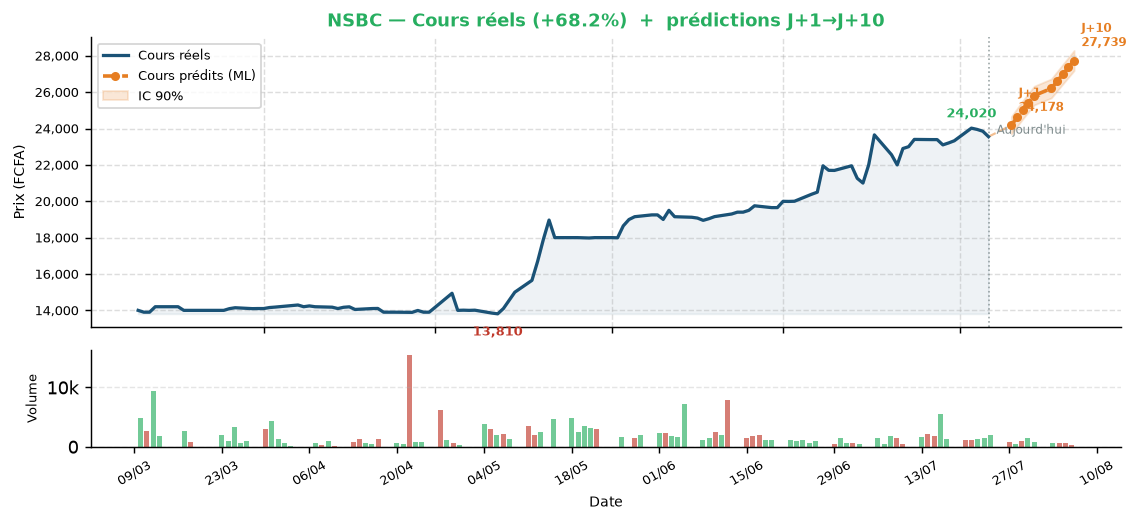 NSBC — Cours réels (+68.2%)  +  prédictions J+1→J+10
Cours réels
Cours prédits (ML)
IC 90%
Prix (FCFA)
28,000
26,000
24,000
22,000
20,000
18,000
16,000
14,000
J+10
27,739
J+1
24,178
24,020
Aujourd'hui
13,810
Volume
10k
0
09/03
23/03
06/04
20/04
04/05
18/05
01/06
15/06
29/06
13/07
27/07
10/08
Date